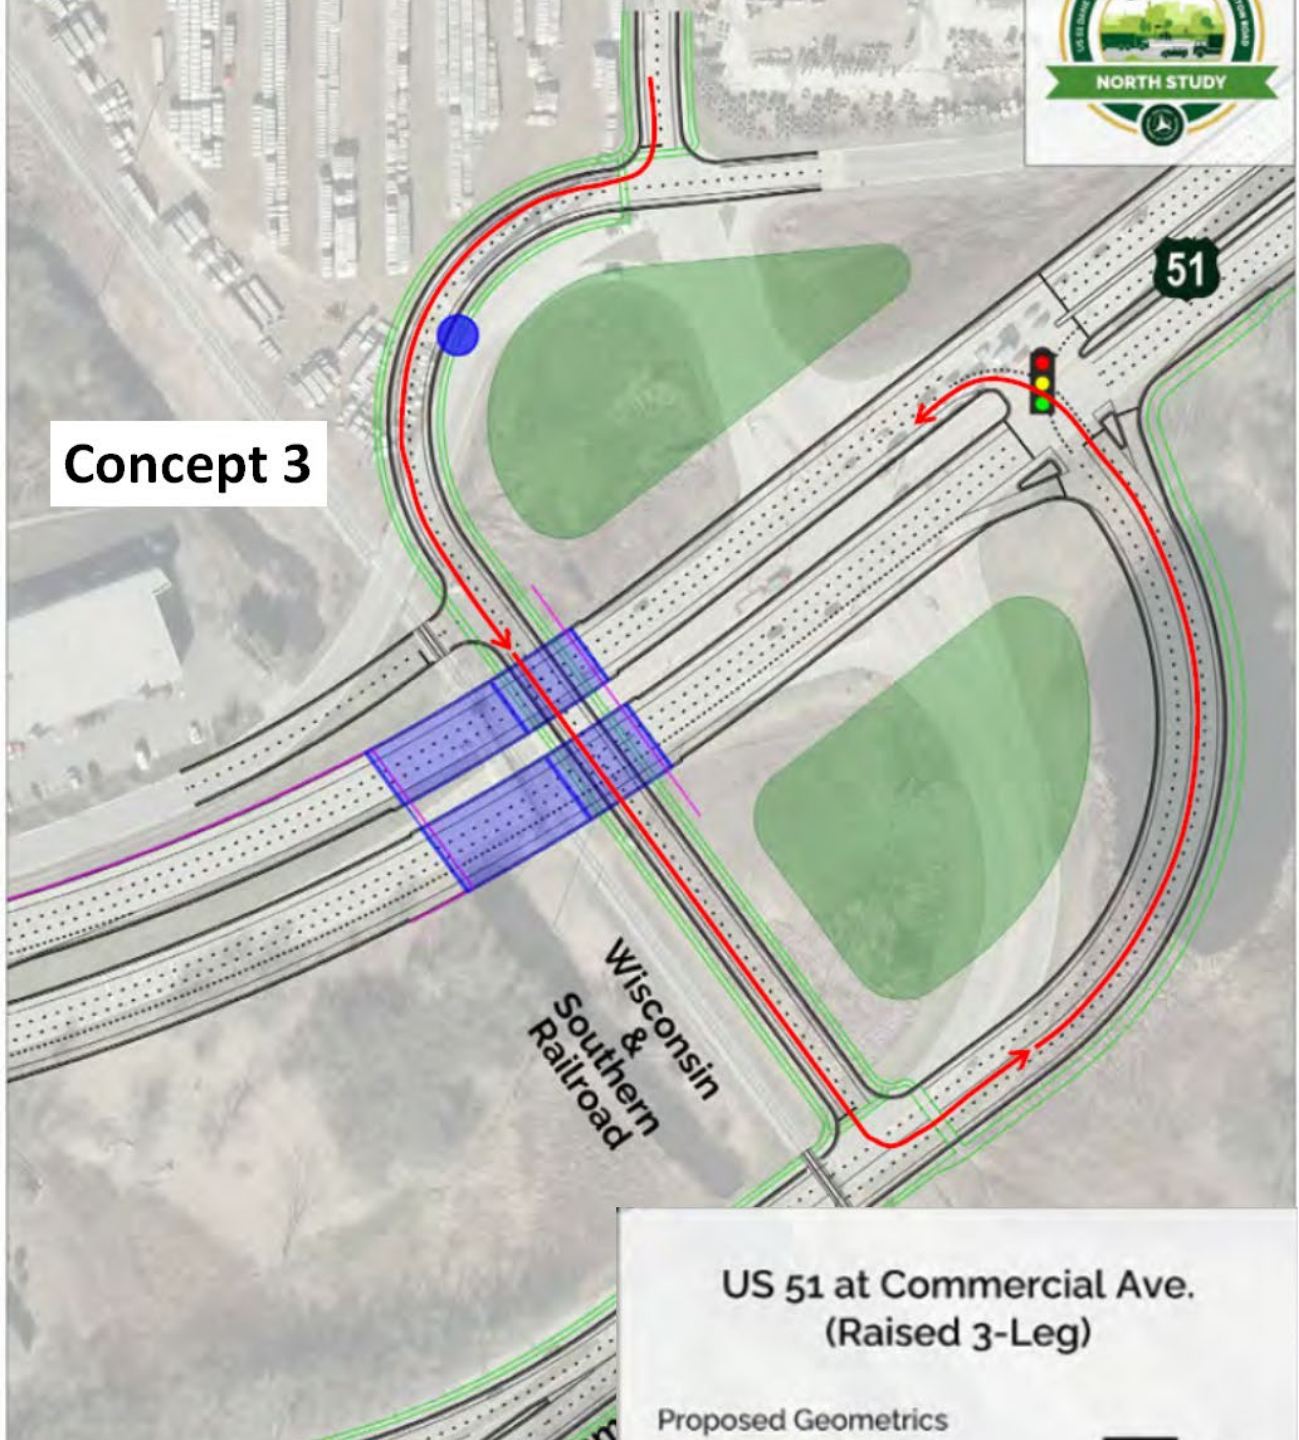 NORTH STUDY
51
Concept 3
Wisconsin
&
Southern
Railroad
US 51 at Commercial Ave.
(Raised 3-Leg)
Proposed Geometrics